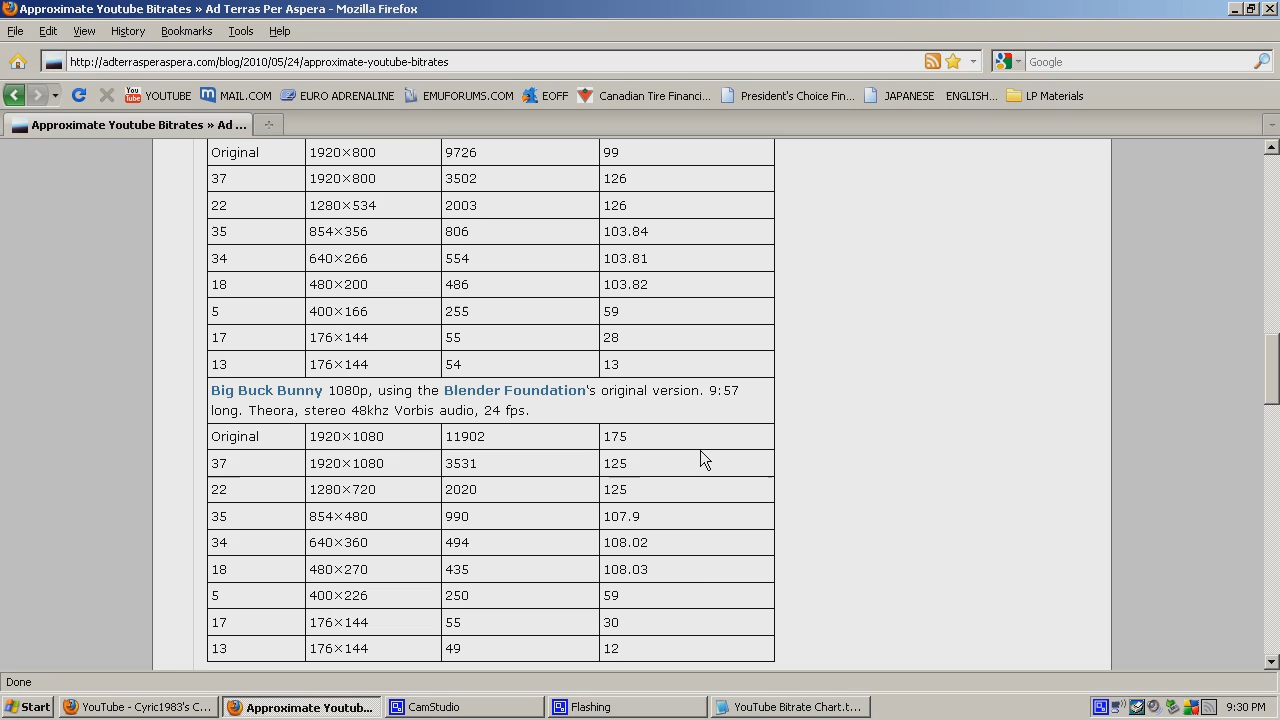 Approximate Youtube Bitrates » Ad Terras Per Aspera - Mozilla Firefox
File Edit View History Bookmarks Tools Help
http://adterrasperaspera.com/blog/2010/05/24/approximate-youtube-bitrates Google
YOUTUBE MAIL.COM EURO ADRENALINE EMUFORUMS.COM EOFF Canadian Tire Financi... President's Choice Fin... JAPANESE ENGLISH... LP Materials
Approximate Youtube Bitrates » Ad ...
Original 1920×800 9726 99
37 1920×800 3502 126
22 1280×534 2003 126
35 854×356 806 103.84
34 640×266 554 103.81
18 480×200 486 103.82
5 400×166 255 59
17 176×144 55 28
13 176×144 54 13
Big Buck Bunny 1080p, using the Blender Foundation's original version. 9:57
long. Theora, stereo 48khz Vorbis audio, 24 fps.
Original 1920×1080 11902 175
37 1920×1080 3531 125
22 1280×720 2020 125
35 854×480 990 107.9
34 640×360 494 108.02
18 480×270 435 108.03
5 400×226 250 59
17 176×144 55 30
13 176×144 49 12
Done
Start YouTube - Cyric1983's C... Approximate Youtub... CamStudio Flashing YouTube Bitrate Chart.t... 9:30 PM